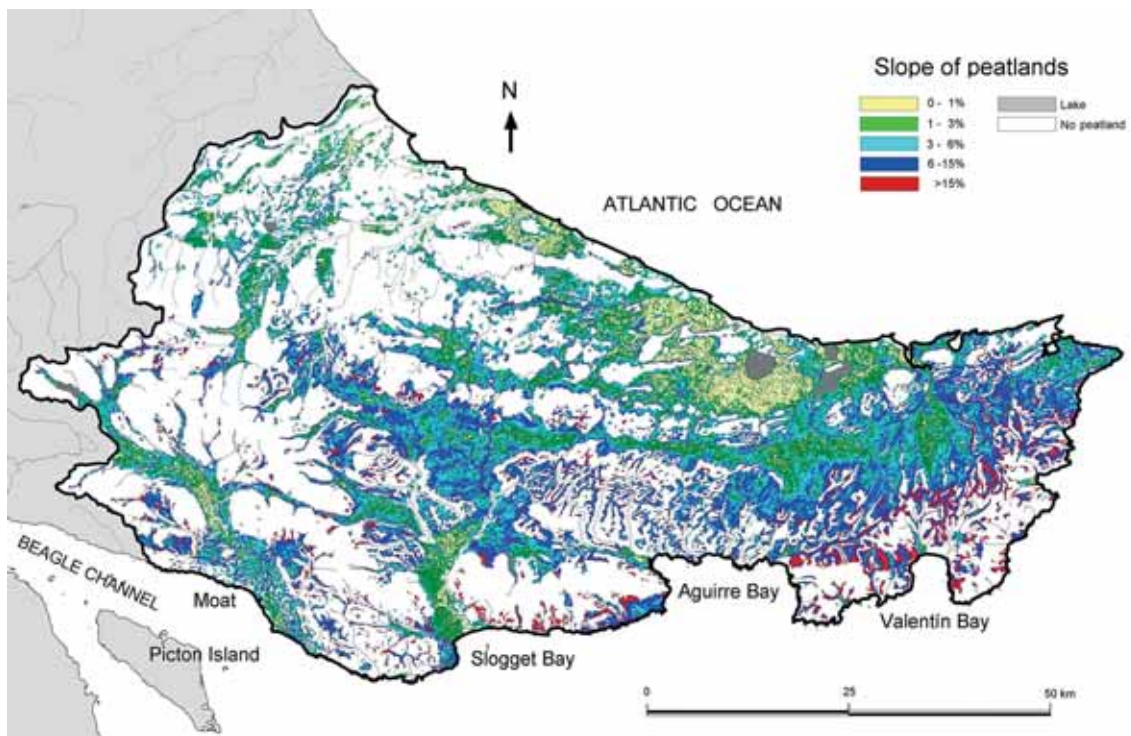 Slope of peatlands
0 - 1%
1 - 3%
3 - 6%
6 -15%
>15%
Lake
No peatland
N
ATLANTIC OCEAN
BEAGLE CHANNEL
Moat
Picton Island
Slogget Bay
Aguirre Bay
Valentín Bay
0 25 50 km